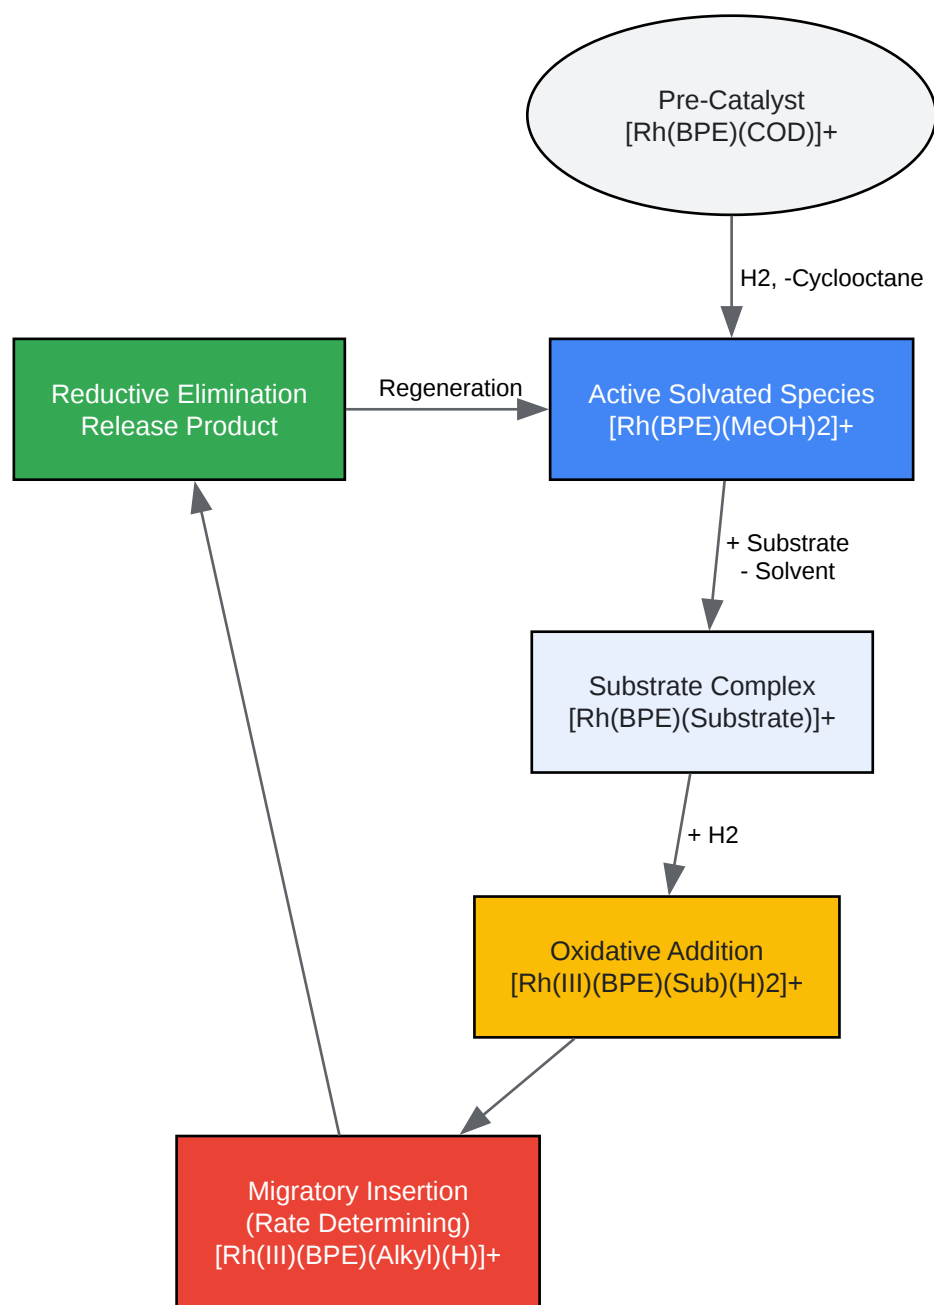 Pre-Catalyst
[Rh(BPE)(COD)]+
H2, -Cyclooctane
Reductive Elimination
Release Product
Regeneration
Active Solvated Species
[Rh(BPE)(MeOH)2]+
+ Substrate
- Solvent
Substrate Complex
[Rh(BPE)(Substrate)]+
+ H2
Oxidative Addition
[Rh(III)(BPE)(Sub)(H)2]+
Migratory Insertion
(Rate Determining)
[Rh(III)(BPE)(Alkyl)(H)]+